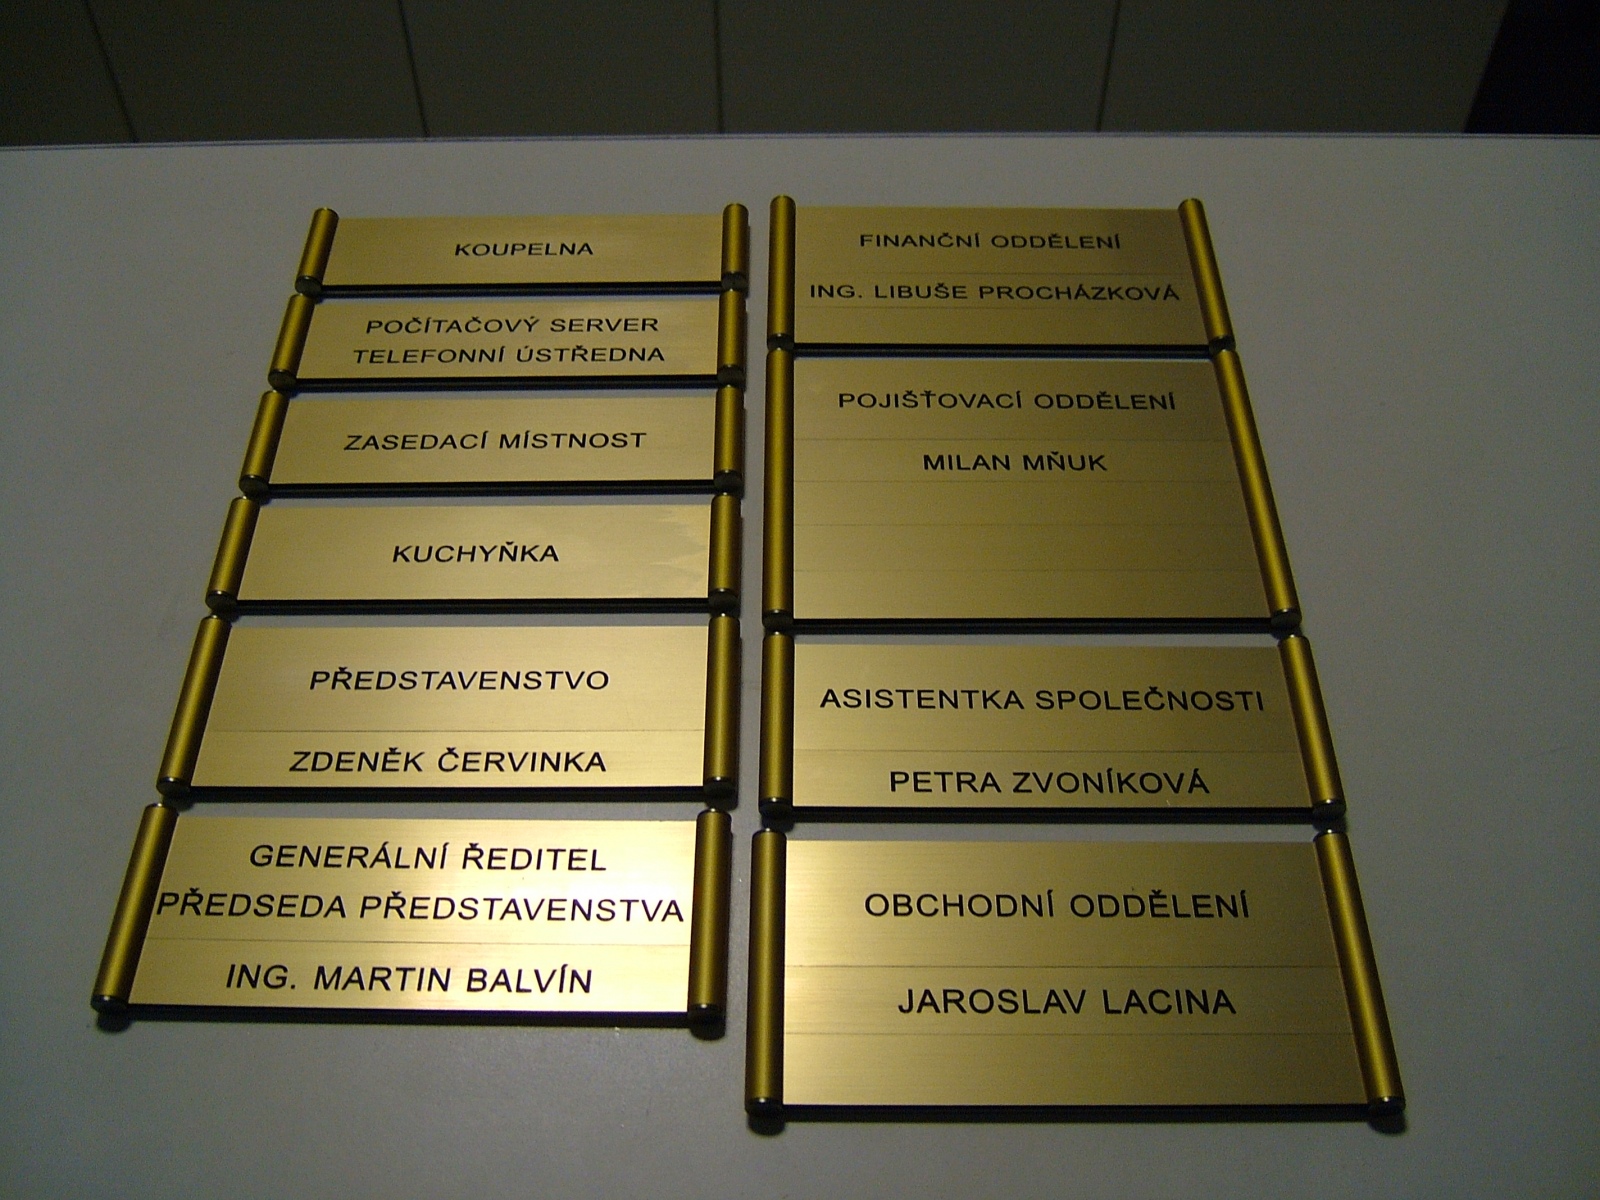 KOUPELNA
POČÍTAČOVÝ SERVER
TELEFONNÍ ÚSTŘEDNA
ZASEDACÍ MÍSTNOST
KUCHYŇKA
PŘEDSTAVENSTVO
ZDENĚK ČERVINKA
GENERÁLNÍ ŘEDITEL
PŘEDSEDA PŘEDSTAVENSTVA
ING. MARTIN BALVÍN
FINANČNÍ ODDĚLENÍ
ING. LIBUŠE PROCHÁZKOVÁ
POJIŠŤOVACÍ ODDĚLENÍ
MILAN MŇUK
ASISTENTKA SPOLEČNOSTI
PETRA ZVONÍKOVÁ
OBCHODNÍ ODDĚLENÍ
JAROSLAV LACINA